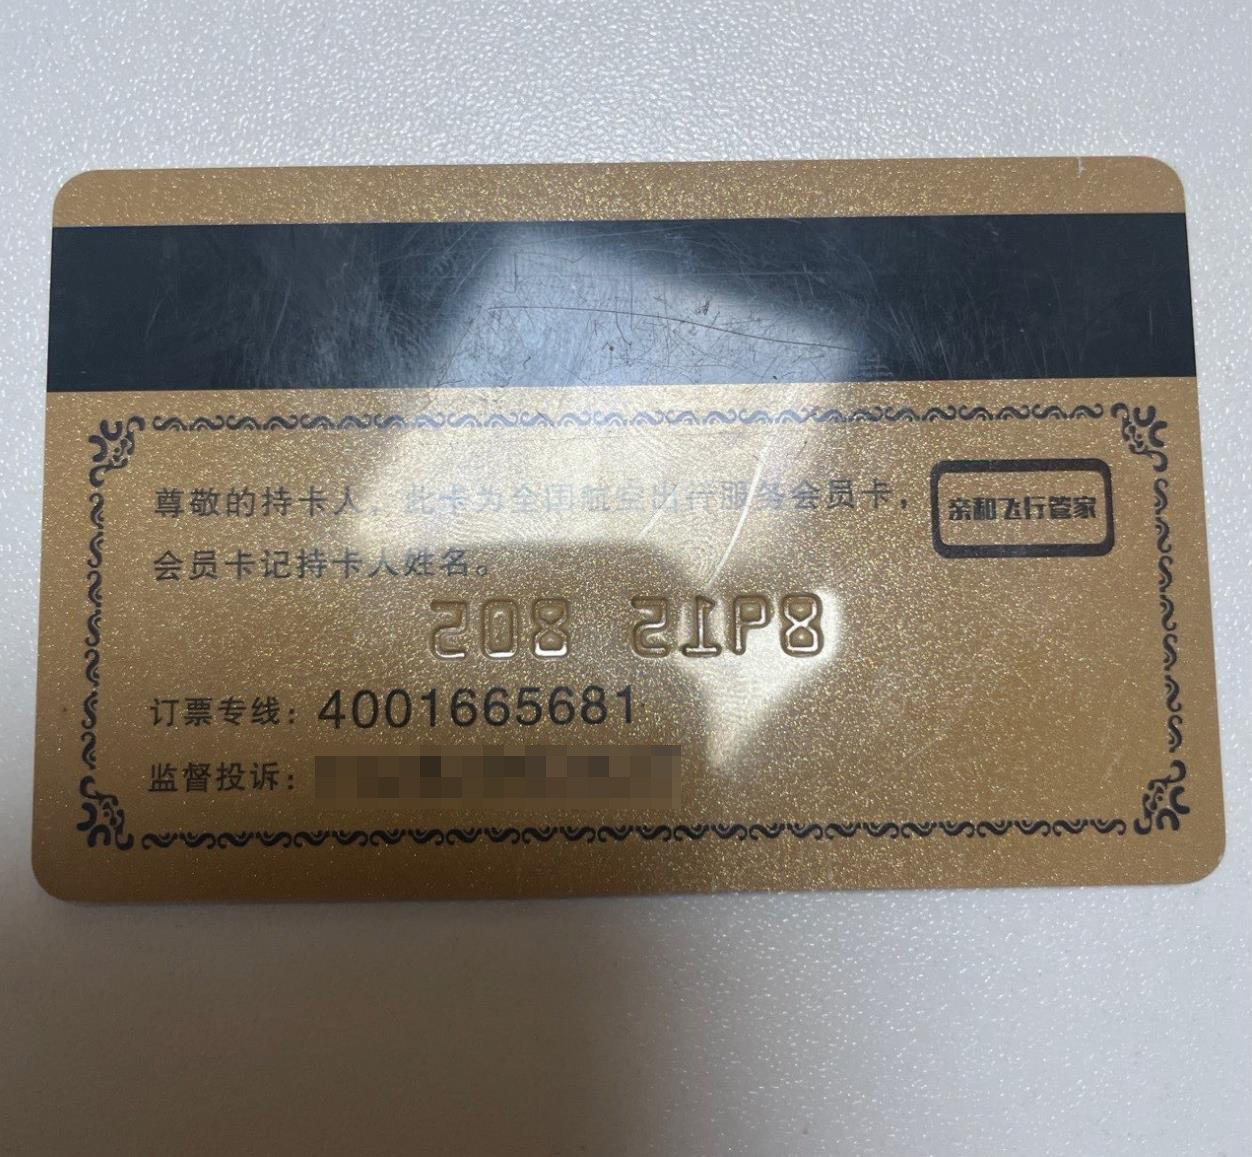 尊敬的持卡人，此卡为全国航空出行服务会员卡，
会员卡记持卡人姓名。
亲和飞行管家
订票专线：4001665681
监督投诉：